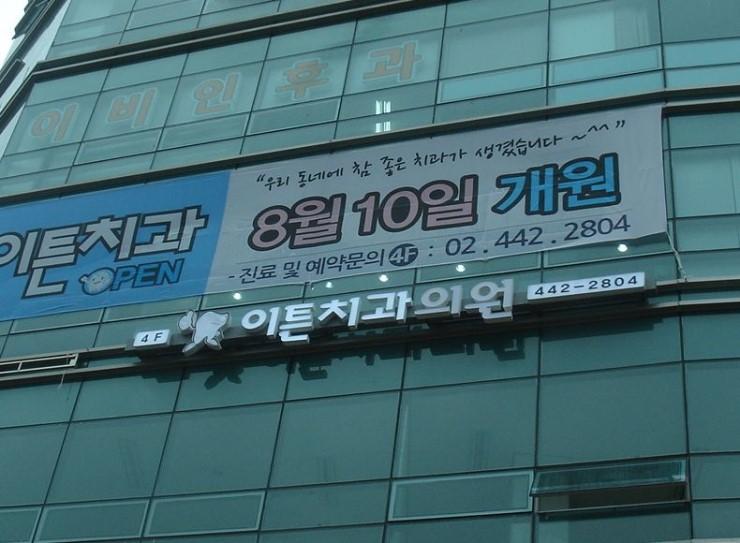 이비인후과
"우리 동네에 참 좋은 치과가 생겼습니다 ~^^"
이튼치과
OPEN
8월 10일 개원
- 진료 및 예약문의 4F : 02.442.2804
4F 이튼치과의원 442-2804